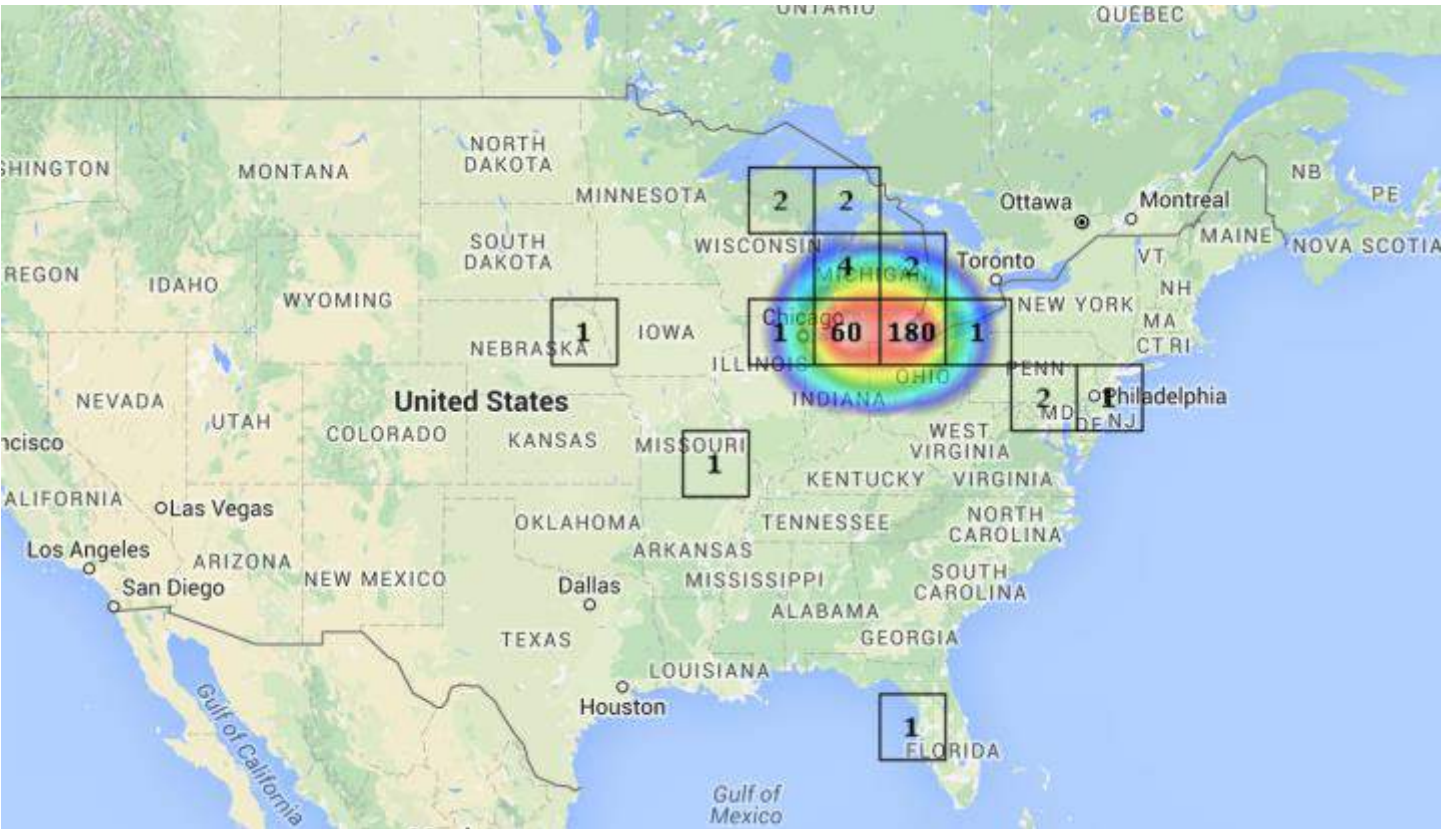 ONTARIO
QUEBEC
NORTH
DAKOTA
SHINGTON
MONTANA
NB
MINNESOTA
2
2
Ottawa
Montreal
PE
SOUTH
DAKOTA
WISCONSIN
MAINE
NOVA SCOTIA
VT
REGON
IDAHO
4
2
MICHIGAN
Toronto
WYOMING
NH
NEW YORK
Chicago
MA
1
IOWA
1
60
180
1
CT RI
NEBRASKA
ILLINOIS
PENN
OHIO
NEVADA
United States
INDIANA
2
1
Philadelphia
MD
DE
NJ
UTAH
COLORADO
KANSAS
MISSOURI
WEST
VIRGINIA
ncisco
1
KENTUCKY
VIRGINIA
ALIFORNIA
Las Vegas
OKLAHOMA
TENNESSEE
NORTH
CAROLINA
Los Angeles
ARIZONA
ARKANSAS
NEW MEXICO
San Diego
Dallas
MISSISSIPPI
SOUTH
CAROLINA
ALABAMA
TEXAS
GEORGIA
LOUISIANA
Houston
Gulf of California
1
FLORIDA
Gulf of
Mexico